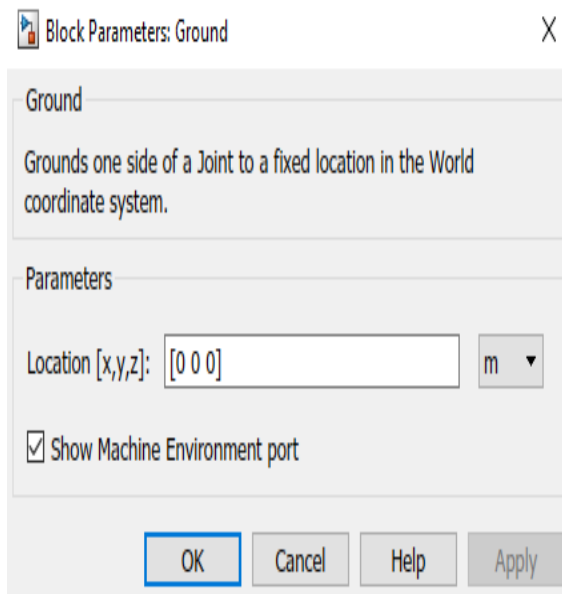 Block Parameters: Ground
Ground
Grounds one side of a Joint to a fixed location in the World
coordinate system.
Parameters
Location [x,y,z]: [0 0 0] m
Show Machine Environment port
OK Cancel Help Apply